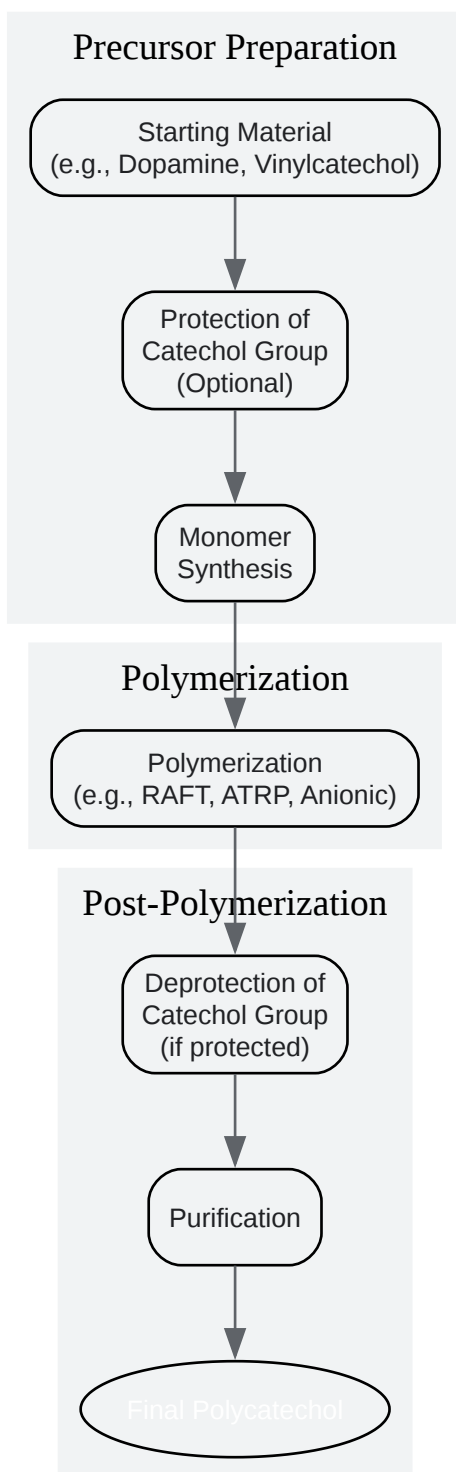 Precursor Preparation
Starting Material
(e.g., Dopamine, Vinylcatechol)
Protection of
Catechol Group
(Optional)
Monomer
Synthesis
Polymerization
Polymerization
(e.g., RAFT, ATRP, Anionic)
Post-Polymerization
Deprotection of
Catechol Group
(if protected)
Purification
Final Polycatechol